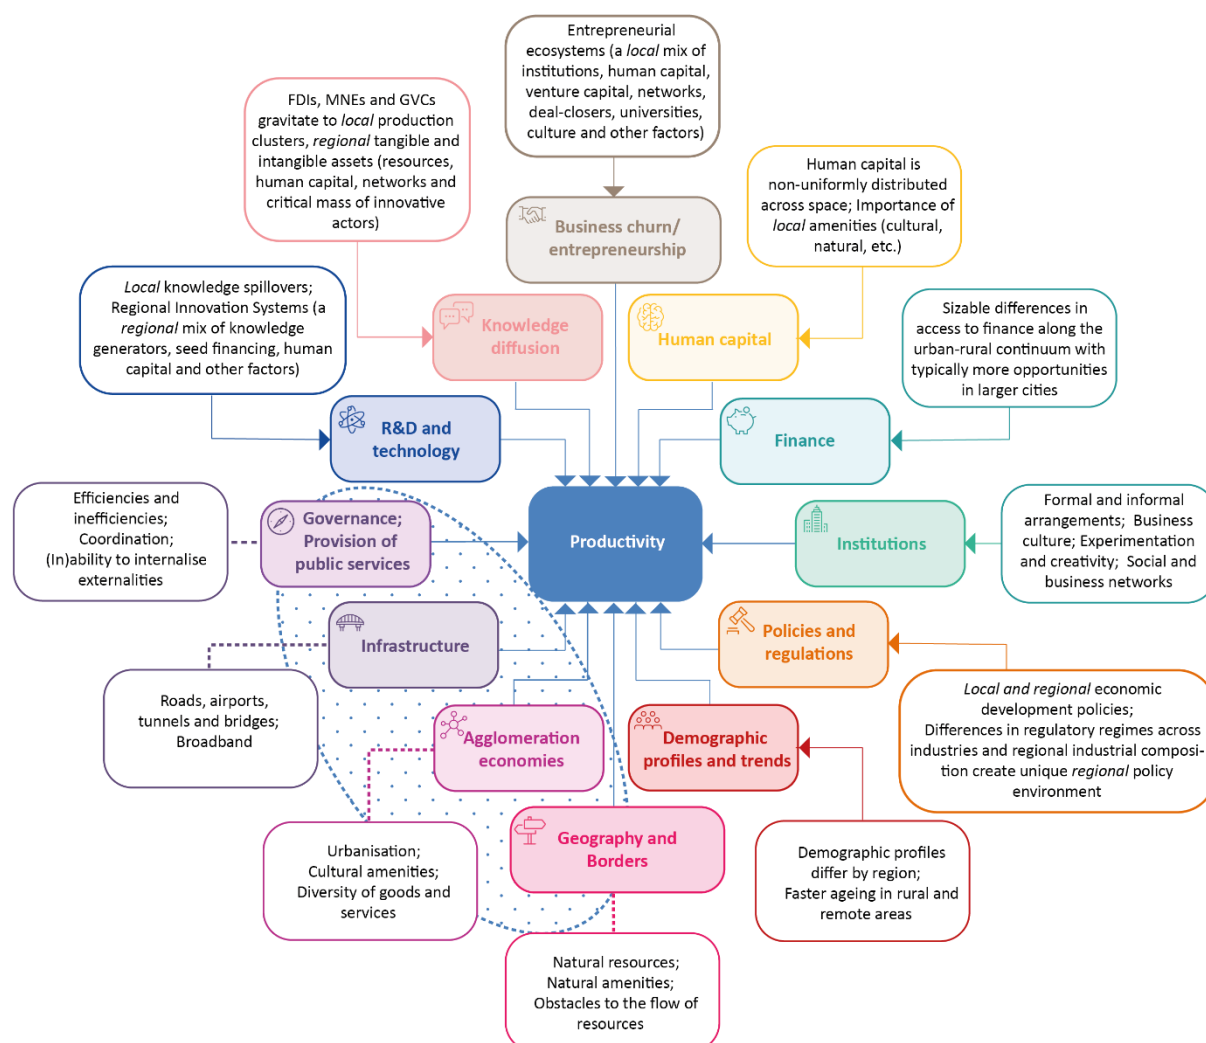 Entrepreneurial
ecosystems (a local mix of
institutions, human capital,
venture capital, networks,
deal-closers, universities,
culture and other factors)
FDIs, MNEs and GVCs
gravitate to local production
clusters, regional tangible and
intangible assets (resources,
human capital, networks and
critical mass of innovative
actors)
Human capital is
non-uniformly distributed
across space; Importance of
local amenities (cultural,
natural, etc.)
Business churn/
entrepreneurship
Local knowledge spillovers;
Regional Innovation Systems (a
regional mix of knowledge
generators, seed financing, human
capital and other factors)
Knowledge
diffusion
Human capital
Sizable differences in
access to finance along the
urban-rural continuum with
typically more opportunities
in larger cities
R&D and
technology
Finance
Efficiencies and
inefficiencies;
Coordination;
(In)ability to internalise
externalities
Governance;
Provision of
public services
Productivity
Institutions
Formal and informal
arrangements; Business
culture; Experimentation
and creativity; Social and
business networks
Infrastructure
Policies and
regulations
Roads, airports,
tunnels and bridges;
Broadband
Agglomeration
economies
Demographic
profiles and trends
Local and regional economic
development policies;
Differences in regulatory regimes across
industries and regional industrial composi-
tion create unique regional policy
environment
Geography and
Borders
Urbanisation;
Cultural amenities;
Diversity of goods and
services
Demographic profiles
differ by region;
Faster ageing in rural and
remote areas
Natural resources;
Natural amenities;
Obstacles to the flow of
resources